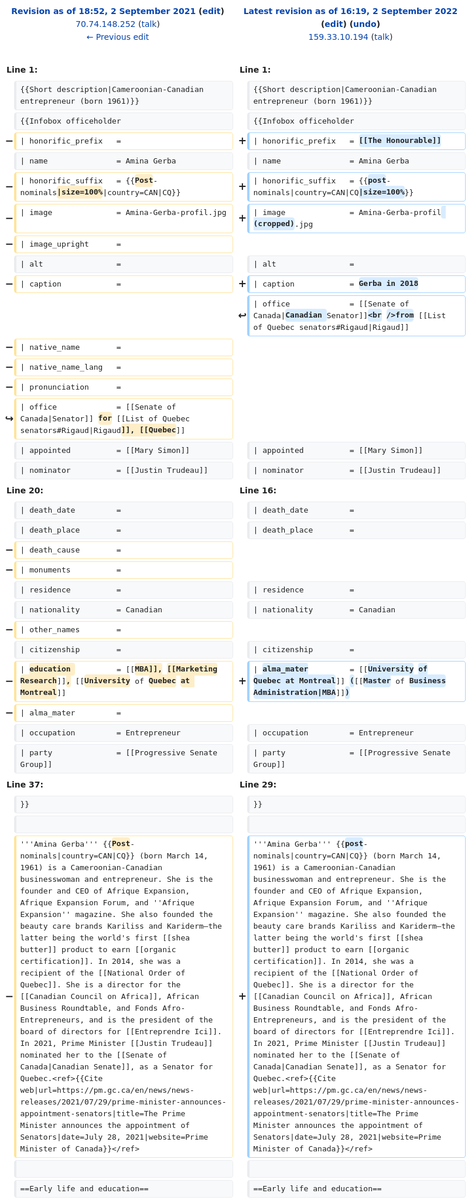 Revision as of 18:52, 2 September 2021 (edit)
70.74.148.252 (talk)
← Previous edit
Latest revision as of 16:19, 2 September 2022
(edit) (undo)
159.33.10.194 (talk)
Line 1:
Line 1:
{{Short description|Cameroonian-Canadian
entrepreneur (born 1961)}}
{{Short description|Cameroonian-Canadian
entrepreneur (born 1961)}}
{{Infobox officeholder
{{Infobox officeholder
− | honorific_prefix =
+ | honorific_prefix = [[The Honourable]]
| name = Amina Gerba
| name = Amina Gerba
− | honorific_suffix = {{Post-
nominals|size=100%|country=CAN|CQ}}
+ | honorific_suffix = {{post-
nominals|country=CAN|CQ|size=100%}}
− | image = Amina-Gerba-profil.jpg
+ | image = Amina-Gerba-profil
(cropped).jpg
− | image_upright =
| alt =
| alt =
− | caption =
+ | caption = Gerba in 2018
↩ | office = [[Senate of
Canada|Canadian Senator]]<br />from [[List
of Quebec senators#Rigaud|Rigaud]]
− | native_name =
− | native_name_lang =
− | pronunciation =
↪ | office = [[Senate of
Canada|Senator]] for [[List of Quebec
senators#Rigaud|Rigaud]], [[Quebec]]
| appointed = [[Mary Simon]]
| appointed = [[Mary Simon]]
| nominator = [[Justin Trudeau]]
| nominator = [[Justin Trudeau]]
Line 20:
Line 16:
| death_date =
| death_date =
| death_place =
| death_place =
− | death_cause =
− | monuments =
| residence =
| residence =
| nationality = Canadian
| nationality = Canadian
− | other_names =
| citizenship =
| citizenship =
− | education = [[MBA]], [[Marketing
Research]], [[University of Quebec at
Montreal]]
+ | alma_mater = [[University of
Quebec at Montreal]] ([[Master of Business
Administration|MBA]])
− | alma_mater =
| occupation = Entrepreneur
| occupation = Entrepreneur
| party = [[Progressive Senate
Group]]
| party = [[Progressive Senate
Group]]
Line 37:
Line 29:
}}
}}
− '''Amina Gerba''' {{Post-
nominals|country=CAN|CQ}} (born March 14,
1961) is a Cameroonian-Canadian
businesswoman and entrepreneur. She is the
founder and CEO of Afrique Expansion,
Afrique Expansion Forum, and ''Afrique
Expansion'' magazine. She also founded the
beauty care brands Kariliss and Kariderm—the
latter being the world's first [[shea
butter]] product to earn [[organic
certification]]. In 2014, she was a
recipient of the [[National Order of
Quebec]]. She is a director for the
[[Canadian Council on Africa]], African
Business Roundtable, and Fonds Afro-
Entrepreneurs, and is the president of the
board of directors for [[Entreprendre Ici]].
In 2021, Prime Minister [[Justin Trudeau]]
nominated her to the [[Senate of
Canada|Canadian Senate]], as a Senator for
Quebec.<ref>{{Cite
web|url=https://pm.gc.ca/en/news/news-
releases/2021/07/29/prime-minister-announces-
appointment-senators|title=The Prime
Minister announces the appointment of
Senators|date=July 28, 2021|website=Prime
Minister of Canada}}</ref>
+ '''Amina Gerba''' {{post-
nominals|country=CAN|CQ}} (born March 14,
1961) is a Cameroonian-Canadian
businesswoman and entrepreneur. She is the
founder and CEO of Afrique Expansion,
Afrique Expansion Forum, and ''Afrique
Expansion'' magazine. She also founded the
beauty care brands Kariliss and Kariderm—the
latter being the world's first [[shea
butter]] product to earn [[organic
certification]]. In 2014, she was a
recipient of the [[National Order of
Quebec]]. She is a director for the
[[Canadian Council on Africa]], African
Business Roundtable, and Fonds Afro-
Entrepreneurs, and is the president of the
board of directors for [[Entreprendre Ici]].
In 2021, Prime Minister [[Justin Trudeau]]
nominated her to the [[Senate of
Canada|Canadian Senate]], as a Senator for
Quebec.<ref>{{Cite
web|url=https://pm.gc.ca/en/news/news-
releases/2021/07/29/prime-minister-announces-
appointment-senators|title=The Prime
Minister announces the appointment of
Senators|date=July 28, 2021|website=Prime
Minister of Canada}}</ref>
==Early life and education==
==Early life and education==